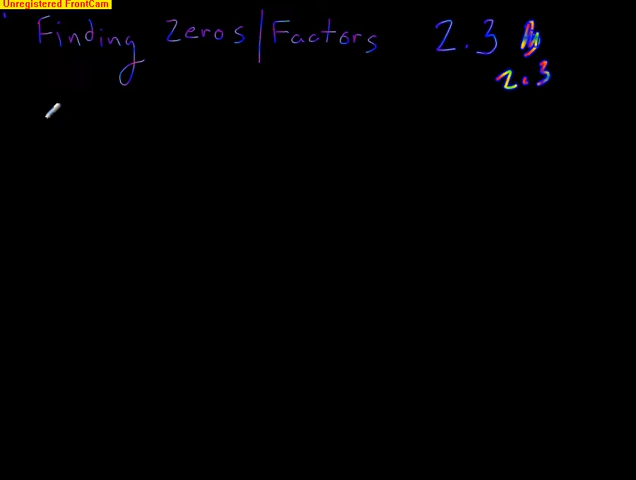 Unregistered FrontCam
Finding Zeros | Factors 2.3
2.3